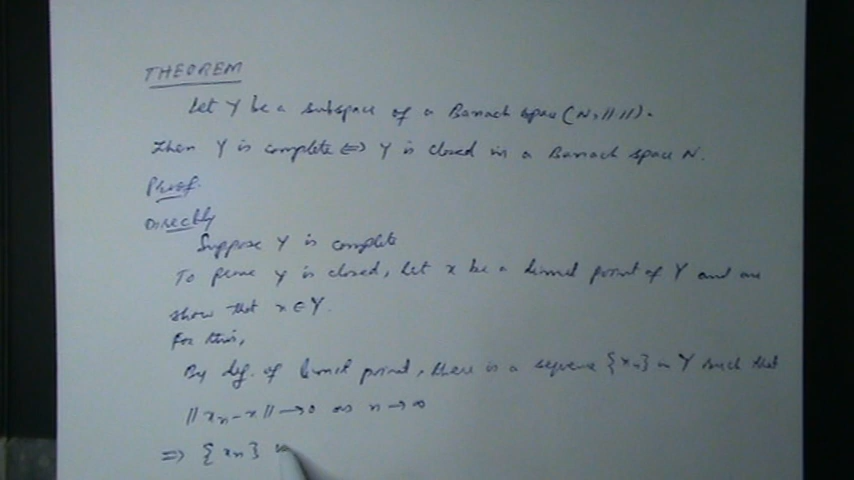 THEOREM
Let Y be a subspace of a Banach space (N, || ||).
Then Y is complete ⇔ Y is closed in a Banach space N.
Proof.
Directly
Suppose Y is complete
To prove Y is closed, let x be a limit point of Y and we
show that x ∈ Y.
For this,
By def. of limit point, there is a sequence {xn} in Y such that
|| xn - x || → 0 as n → ∞
⇒ {xn}